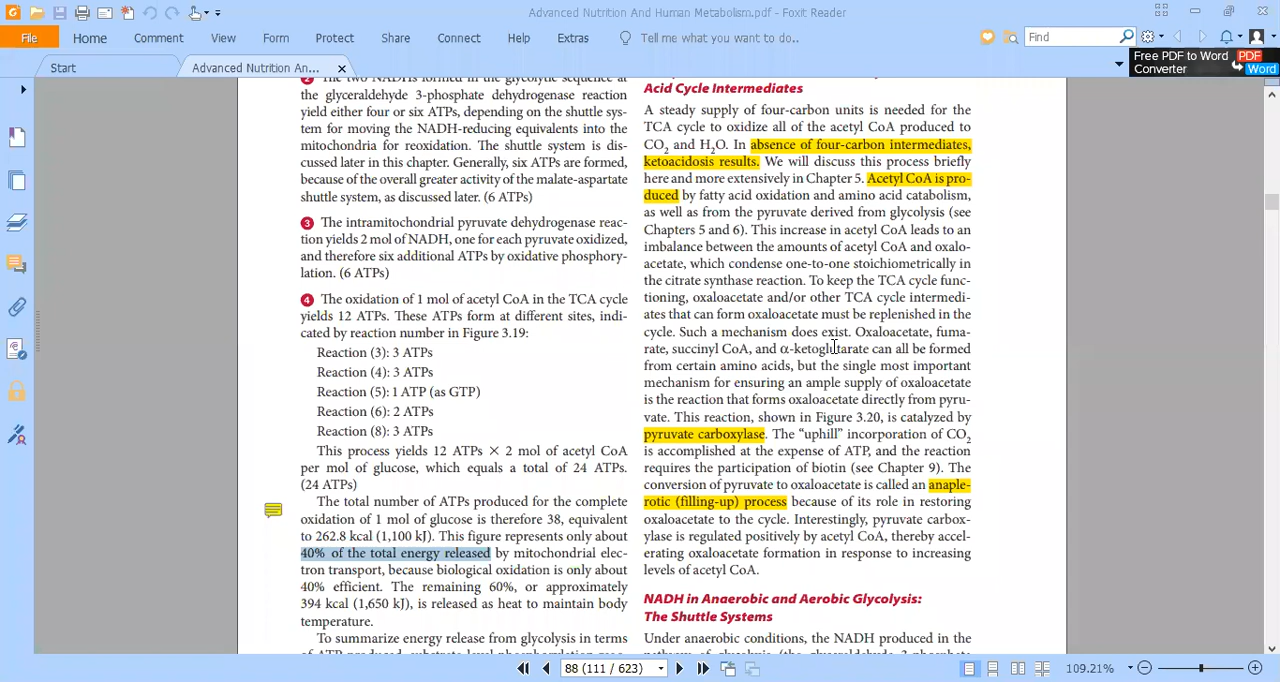 Advanced Nutrition And Human Metabolism.pdf - Foxit Reader
File Home Comment View Form Protect Share Connect Help Extras Tell me what you want to do.. Find
Start Advanced Nutrition An...
Free PDF to Word PDF
Converter Word
2 The two NADHs formed in the glycolytic sequence at
the glyceraldehyde 3-phosphate dehydrogenase reaction
yield either four or six ATPs, depending on the shuttle sys-
tem for moving the NADH-reducing equivalents into the
mitochondria for reoxidation. The shuttle system is dis-
cussed later in this chapter. Generally, six ATPs are formed,
because of the overall greater activity of the malate-aspartate
shuttle system, as discussed later. (6 ATPs)
3 The intramitochondrial pyruvate dehydrogenase reac-
tion yields 2 mol of NADH, one for each pyruvate oxidized,
and therefore six additional ATPs by oxidative phosphory-
lation. (6 ATPs)
4 The oxidation of 1 mol of acetyl CoA in the TCA cycle
yields 12 ATPs. These ATPs form at different sites, indi-
cated by reaction number in Figure 3.19:
Reaction (3): 3 ATPs
Reaction (4): 3 ATPs
Reaction (5): 1 ATP (as GTP)
Reaction (6): 2 ATPs
Reaction (8): 3 ATPs
This process yields 12 ATPs × 2 mol of acetyl CoA
per mol of glucose, which equals a total of 24 ATPs.
(24 ATPs)
The total number of ATPs produced for the complete
oxidation of 1 mol of glucose is therefore 38, equivalent
to 262.8 kcal (1,100 kJ). This figure represents only about
40% of the total energy released by mitochondrial elec-
tron transport, because biological oxidation is only about
40% efficient. The remaining 60%, or approximately
394 kcal (1,650 kJ), is released as heat to maintain body
temperature.
To summarize energy release from glycolysis in terms
Acid Cycle Intermediates
A steady supply of four-carbon units is needed for the
TCA cycle to oxidize all of the acetyl CoA produced to
CO2 and H2O. In absence of four-carbon intermediates,
ketoacidosis results. We will discuss this process briefly
here and more extensively in Chapter 5. Acetyl CoA is pro-
duced by fatty acid oxidation and amino acid catabolism,
as well as from the pyruvate derived from glycolysis (see
Chapters 5 and 6). This increase in acetyl CoA leads to an
imbalance between the amounts of acetyl CoA and oxalo-
acetate, which condense one-to-one stoichiometrically in
the citrate synthase reaction. To keep the TCA cycle func-
tioning, oxaloacetate and/or other TCA cycle intermedi-
ates that can form oxaloacetate must be replenished in the
cycle. Such a mechanism does exist. Oxaloacetate, fuma-
rate, succinyl CoA, and α-ketoglutarate can all be formed
from certain amino acids, but the single most important
mechanism for ensuring an ample supply of oxaloacetate
is the reaction that forms oxaloacetate directly from pyru-
vate. This reaction, shown in Figure 3.20, is catalyzed by
pyruvate carboxylase. The "uphill" incorporation of CO2
is accomplished at the expense of ATP, and the reaction
requires the participation of biotin (see Chapter 9). The
conversion of pyruvate to oxaloacetate is called an anaple-
rotic (filling-up) process because of its role in restoring
oxaloacetate to the cycle. Interestingly, pyruvate carbox-
ylase is regulated positively by acetyl CoA, thereby accel-
erating oxaloacetate formation in response to increasing
levels of acetyl CoA.
NADH in Anaerobic and Aerobic Glycolysis:
The Shuttle Systems
Under anaerobic conditions, the NADH produced in the
88 (111 / 623) 109.21%